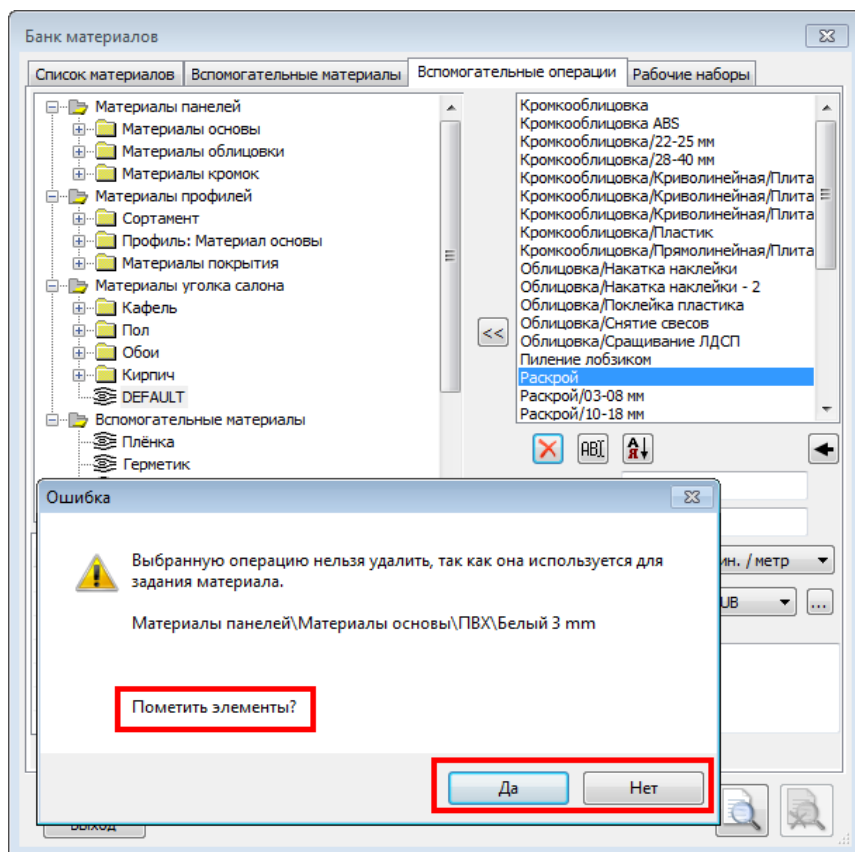 Банк материалов
Список материалов
Вспомогательные материалы
Вспомогательные операции
Рабочие наборы
Материалы панелей
Материалы основы
Материалы облицовки
Материалы кромок
Материалы профилей
Сортамент
Профиль: Материал основы
Материалы покрытия
Материалы уголка салона
Кафель
Пол
Обои
Кирпич
DEFAULT
Вспомогательные материалы
Плёнка
Герметик
Кромкооблицовка
Кромкооблицовка ABS
Кромкооблицовка/22-25 мм
Кромкооблицовка/28-40 мм
Кромкооблицовка/Криволинейная/Плита
Кромкооблицовка/Криволинейная/Плита
Кромкооблицовка/Криволинейная/Плита
Кромкооблицовка/Пластик
Кромкооблицовка/Прямолинейная/Плита
Облицовка/Накатка наклейки
Облицовка/Накатка наклейки - 2
Облицовка/Поклейка пластика
Облицовка/Снятие свесов
Облицовка/Сращивание ЛДСП
Пиление лобзиком
Раскрой
Раскрой/03-08 мм
Раскрой/10-18 мм
<<
АВ
А
Я
ин. / метр
UB
...
Ошибка
Выбранную операцию нельзя удалить, так как она используется для
задания материала.
Материалы панелей\Материалы основы\ПВХ\Белый 3 mm
Пометить элементы?
Да
Нет
Выход